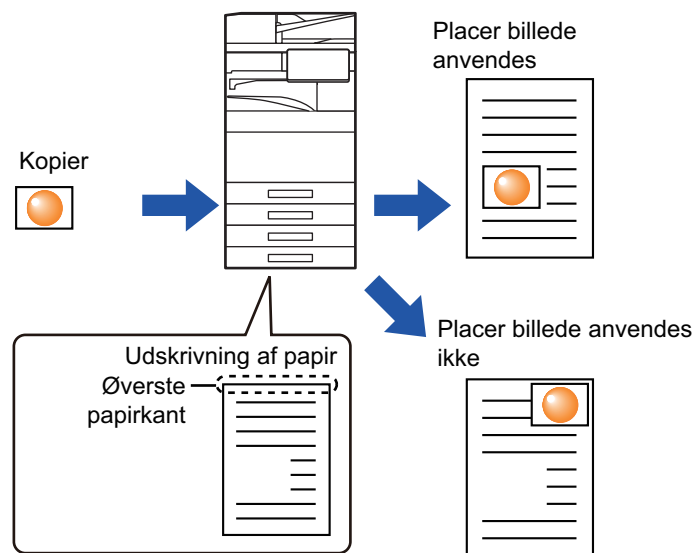 Placer billede
anvendes
Kopier
Placer billede anvendes
ikke
Udskrivning af papir
Øverste
papirkant